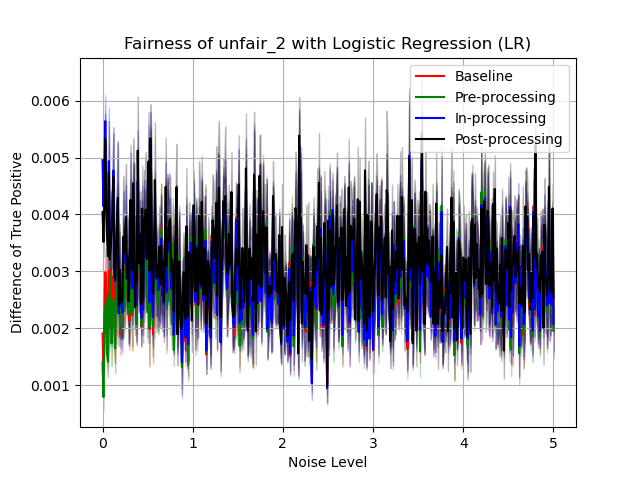 Fairness of unfair_2 with Logistic Regression (LR)
Baseline
Pre-processing
In-processing
Post-processing
0.006
0.005
0.004
0.003
0.002
0.001
Difference of True Positive
0 1 2 3 4 5
Noise Level